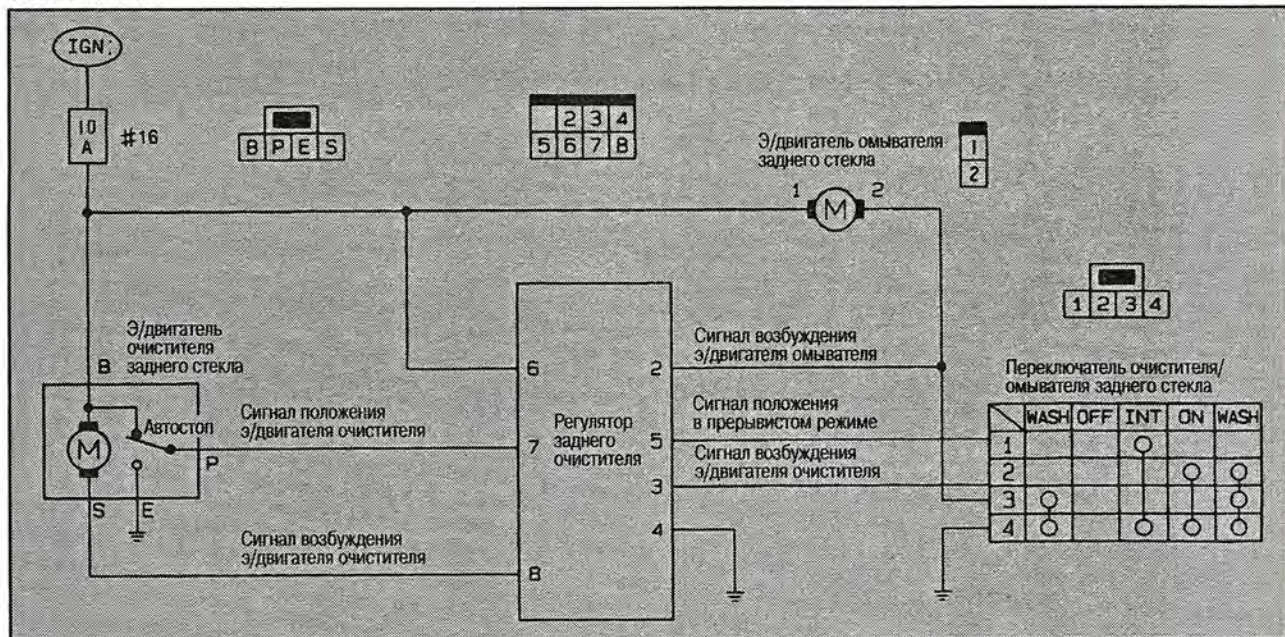 IGN
10
A
#16
B P E S
2 3 4
5 6 7 8
Э/двигатель омывателя
заднего стекла
1
2
1 2
M
1 2 3 4
Э/двигатель
очистителя
заднего стекла
B
Автостоп
M
P
S E
Сигнал положения
э/двигателя очистителя
Сигнал возбуждения
э/двигателя очистителя
6
7
8
Регулятор
заднего
очистителя
2
5
3
4
Сигнал возбуждения
э/двигателя омывателя
Сигнал положения
в прерывистом режиме
Сигнал возбуждения
э/двигателя очистителя
Переключатель очистителя/
омывателя заднего стекла
WASH OFF INT ON WASH
1
2
3
4